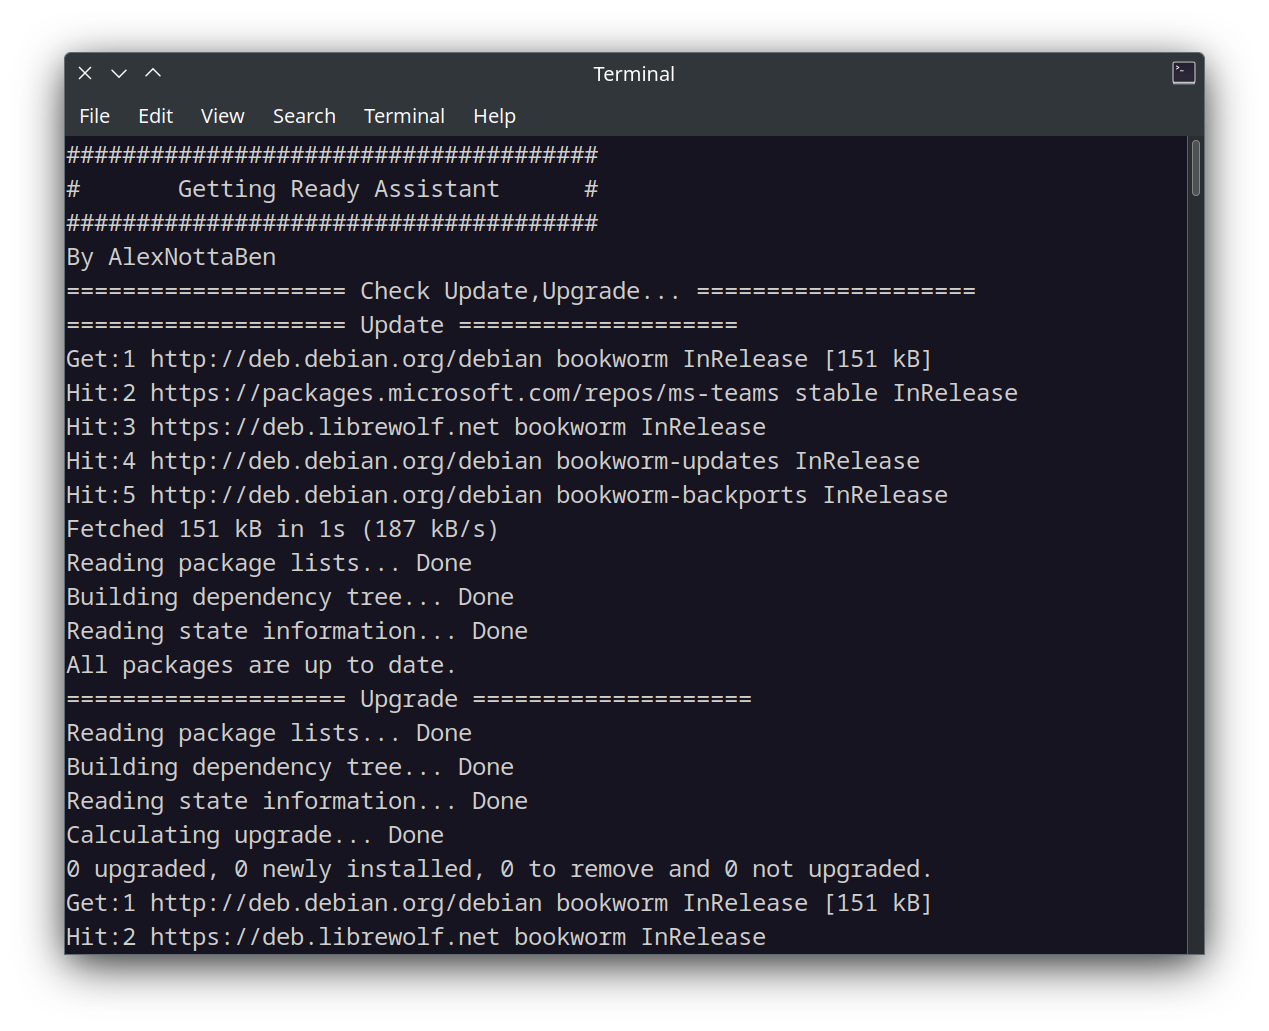 Terminal
File Edit View Search Terminal Help
######################################
#       Getting Ready Assistant      #
######################################
By AlexNottaBen
==================== Check Update,Upgrade... ====================
==================== Update ====================
Get:1 http://deb.debian.org/debian bookworm InRelease [151 kB]
Hit:2 https://packages.microsoft.com/repos/ms-teams stable InRelease
Hit:3 https://deb.librewolf.net bookworm InRelease
Hit:4 http://deb.debian.org/debian bookworm-updates InRelease
Hit:5 http://deb.debian.org/debian bookworm-backports InRelease
Fetched 151 kB in 1s (187 kB/s)
Reading package lists... Done
Building dependency tree... Done
Reading state information... Done
All packages are up to date.
==================== Upgrade ====================
Reading package lists... Done
Building dependency tree... Done
Reading state information... Done
Calculating upgrade... Done
0 upgraded, 0 newly installed, 0 to remove and 0 not upgraded.
Get:1 http://deb.debian.org/debian bookworm InRelease [151 kB]
Hit:2 https://deb.librewolf.net bookworm InRelease